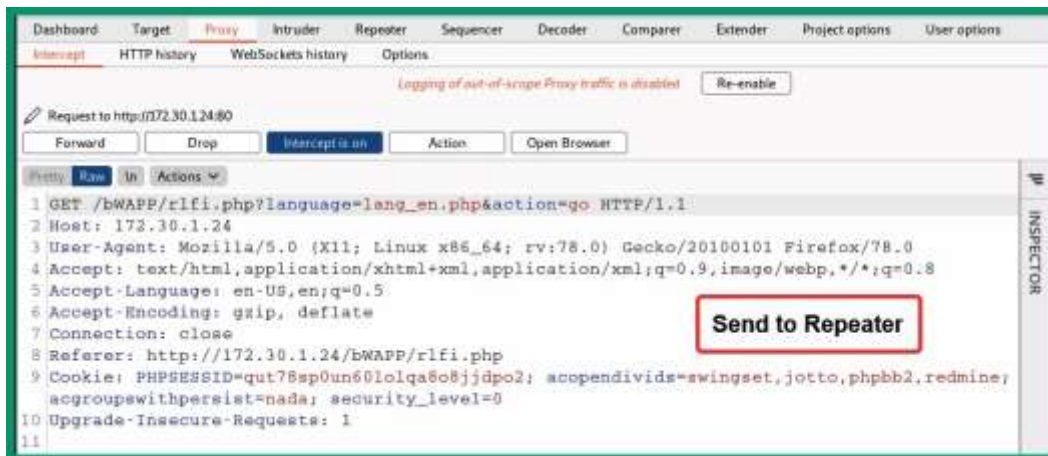 Dashboard Target Proxy Intruder Repeater Sequencer Decoder Comparer Extender Project options User options
Intercept HTTP history WebSockets history Options
Logging of out-of-scope Proxy traffic is disabled Re-enable
Request to http://172.30.1.24:80
Forward Drop Intercept is on Action Open Browser
Pretty Raw \n Actions
1 GET /bWAPP/rlfi.php?language=lang_en.php&action=go HTTP/1.1
2 Host: 172.30.1.24
3 User-Agent: Mozilla/5.0 (X11; Linux x86_64; rv:78.0) Gecko/20100101 Firefox/78.0
4 Accept: text/html,application/xhtml+xml,application/xml;q=0.9,image/webp,*/*;q=0.8
5 Accept-Language: en-US,en;q=0.5
6 Accept-Encoding: gzip, deflate
7 Connection: close
8 Referer: http://172.30.1.24/bWAPP/rlfi.php
9 Cookie: PHPSESSID=qut78sp0un60lolqa8o8jjdpo2; acopendivids=swingset,jotto,phpbb2,redmine;
acgroupswithpersist=nada; security_level=0
10 Upgrade-Insecure-Requests: 1
11
Send to Repeater
INSPECTOR